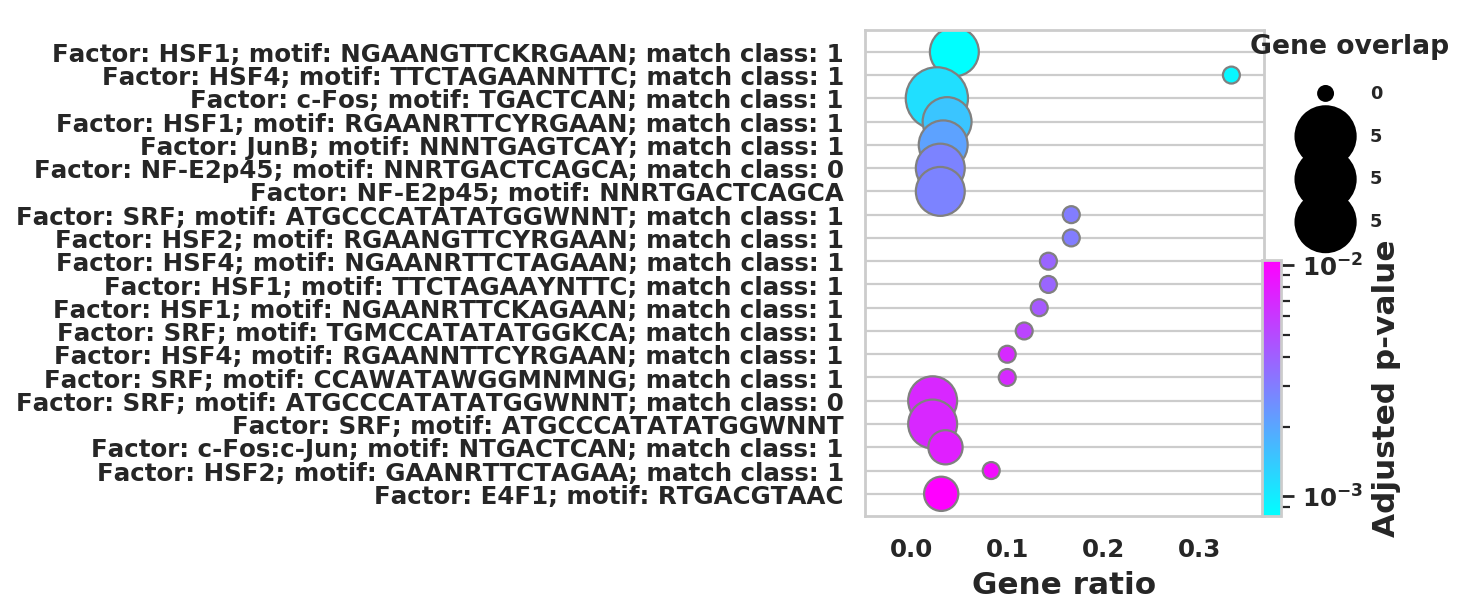 Factor: HSF1; motif: NGAANGTTCKRGAAN; match class: 1
Factor: HSF4; motif: TTCTAGAANNTTC; match class: 1
Factor: c-Fos; motif: TGACTCAN; match class: 1
Factor: HSF1; motif: RGAANRTTCYRGAAN; match class: 1
Factor: JunB; motif: NNNTGAGTCAY; match class: 1
Factor: NF-E2p45; motif: NNRTGACTCAGCA; match class: 0
Factor: NF-E2p45; motif: NNRTGACTCAGCA
Factor: SRF; motif: ATGCCCATATATGGWNNT; match class: 1
Factor: HSF2; motif: RGAANGTTCYRGAAN; match class: 1
Factor: HSF4; motif: NGAANRTTCTAGAAN; match class: 1
Factor: HSF1; motif: TTCTAGAAYNTTC; match class: 1
Factor: HSF1; motif: NGAANRTTCKAGAAN; match class: 1
Factor: SRF; motif: TGMCCATATATGGKCA; match class: 1
Factor: HSF4; motif: RGAANNTTCYRGAAN; match class: 1
Factor: SRF; motif: CCAWATAWGGMNMNG; match class: 1
Factor: SRF; motif: ATGCCCATATATGGWNNT; match class: 0
Factor: SRF; motif: ATGCCCATATATGGWNNT
Factor: c-Fos:c-Jun; motif: NTGACTCAN; match class: 1
Factor: HSF2; motif: GAANRTTCTAGAA; match class: 1
Factor: E4F1; motif: RTGACGTAAC
0.0 0.1 0.2 0.3
Gene ratio
Gene overlap
0
5
5
5
10⁻²
10⁻³
Adjusted p-value